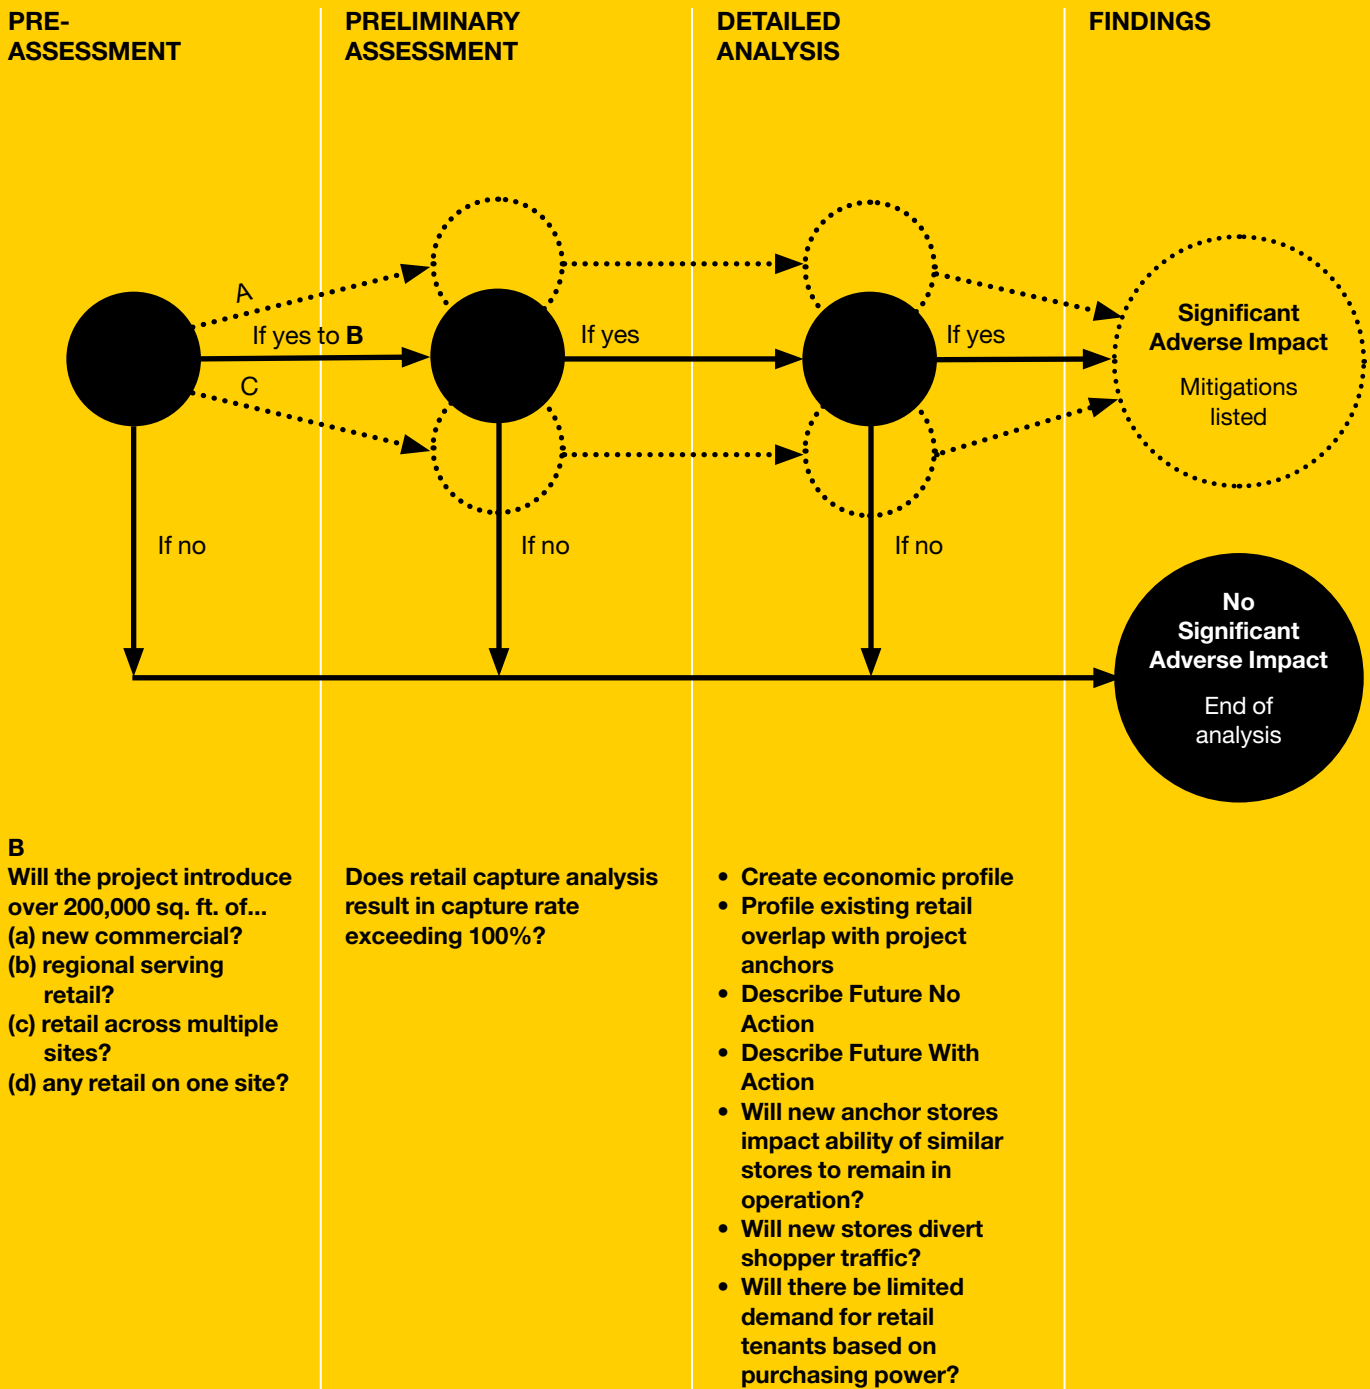 PRE-
ASSESSMENT
PRELIMINARY
ASSESSMENT
DETAILED
ANALYSIS
FINDINGS
A
If yes to B
C
If yes
If yes
Significant
Adverse Impact
Mitigations
listed
If no
If no
If no
No
Significant
Adverse Impact
End of
analysis
B
Will the project introduce
over 200,000 sq. ft. of...
(a) new commercial?
(b) regional serving
retail?
(c) retail across multiple
sites?
(d) any retail on one site?
Does retail capture analysis
result in capture rate
exceeding 100%?
• Create economic profile
• Profile existing retail
overlap with project
anchors
• Describe Future No
Action
• Describe Future With
Action
• Will new anchor stores
impact ability of similar
stores to remain in
operation?
• Will new stores divert
shopper traffic?
• Will there be limited
demand for retail
tenants based on
purchasing power?